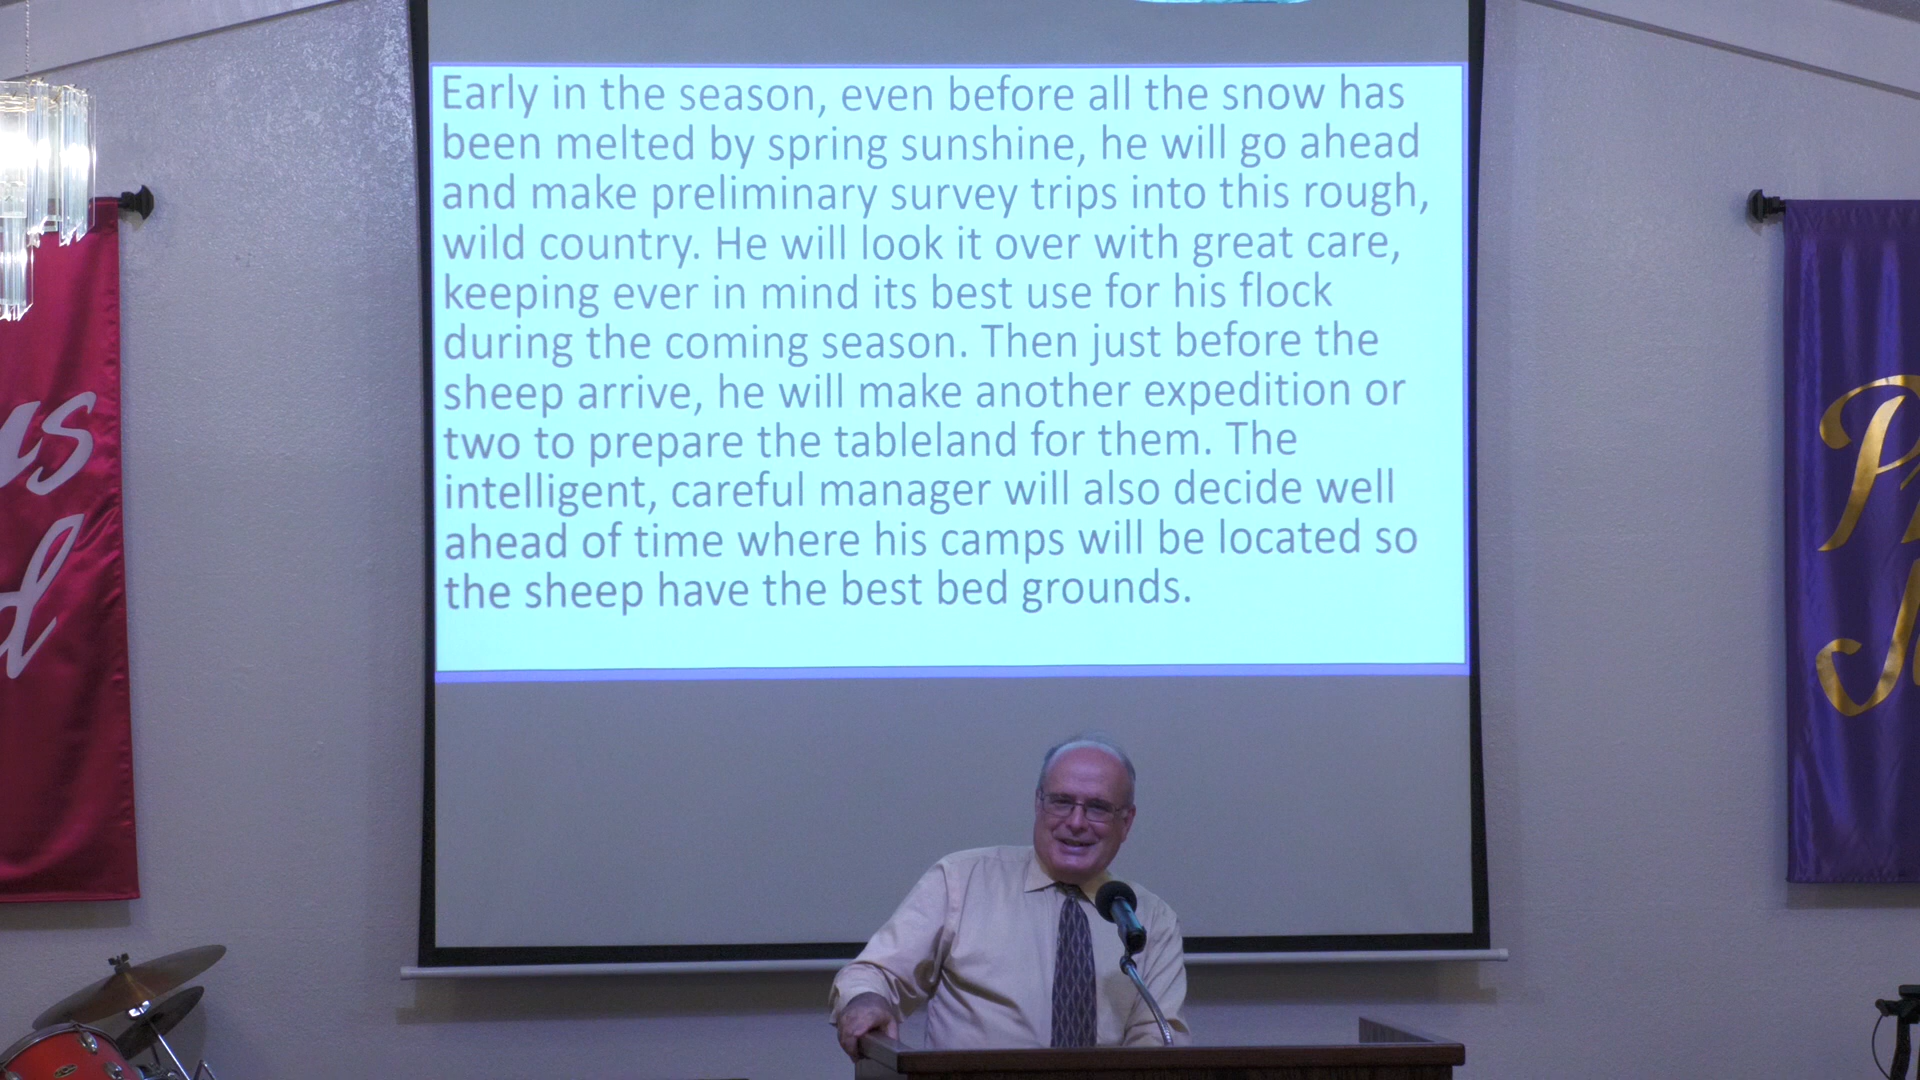 Early in the season, even before all the snow has
been melted by spring sunshine, he will go ahead
and make preliminary survey trips into this rough,
wild country. He will look it over with great care,
keeping ever in mind its best use for his flock
during the coming season. Then just before the
sheep arrive, he will make another expedition or
two to prepare the tableland for them. The
intelligent, careful manager will also decide well
ahead of time where his camps will be located so
the sheep have the best bed grounds.